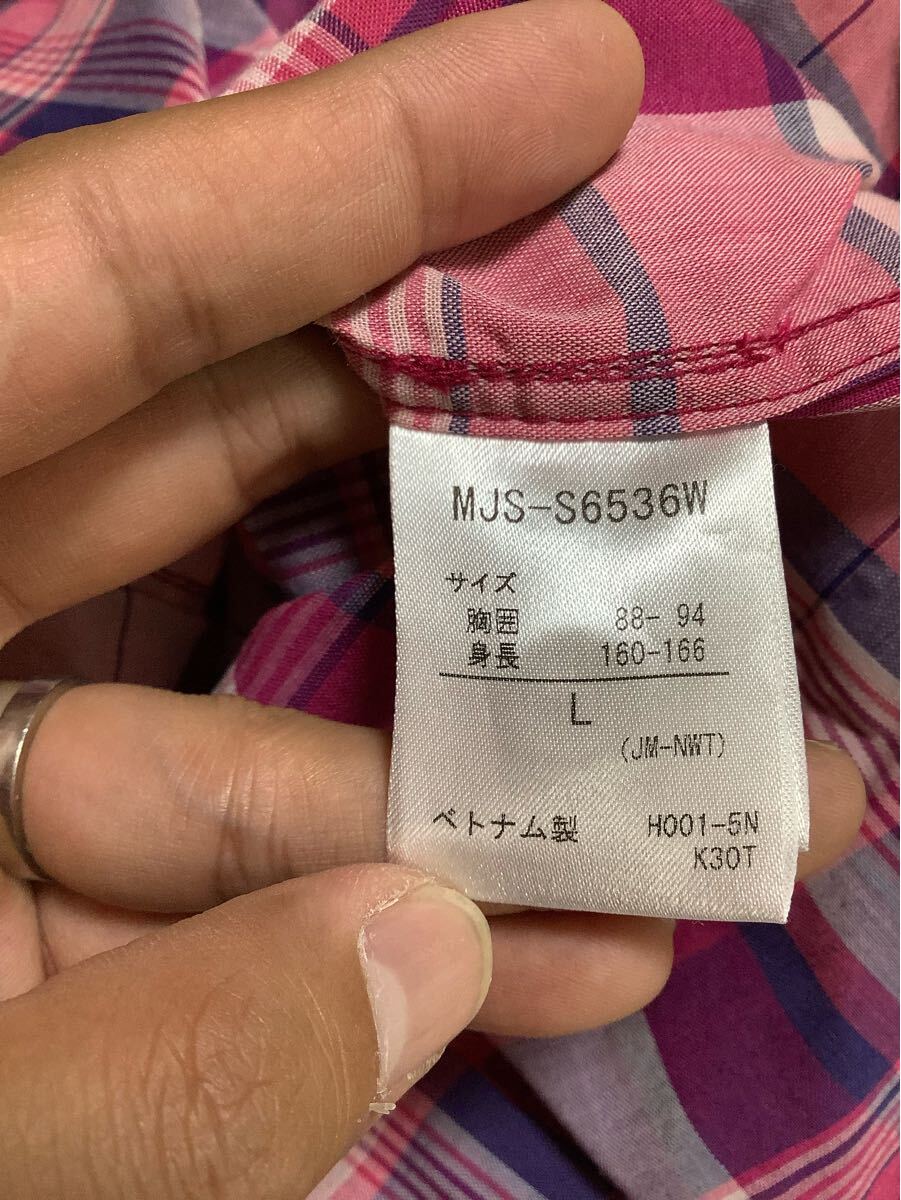 MJS-S6536W
サイズ
胸囲 88- 94
身長 160-166
L
(JM-NWT)
ベトナム製 H001-5N
K30T